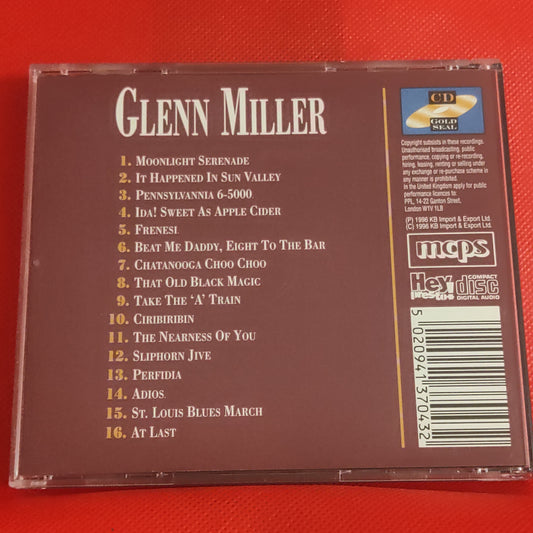 GLENN MILLER
1. MOONLIGHT SERENADE
2. IT HAPPENED IN SUN VALLEY
3. PENNSYLVANNIA 6-5000.
4. IDA! SWEET AS APPLE CIDER
5. FRENESI.
6. BEAT ME DADDY, EIGHT TO THE BAR
7. CHATANOOGA CHOO CHOO
8. THAT OLD BLACK MAGIC
9. TAKE THE ‘A’ TRAIN
10. CIRIBIRIBIN
11. THE NEARNESS OF YOU
12. SLIPHORN JIVE
13. PERFIDIA
14. ADIOS.
15. ST. LOUIS BLUES MARCH
16. AT LAST
CD
GOLD
SEAL
Copyright subsists in these recordings.
Unauthorised broadcasting, public
performance, copying or re-recording,
hiring, leasing, renting or selling under
any exchange or re-purchase scheme in
any manner is prohibited.
In the United Kingdom apply for public
performance licences to:
PPL, 14-22 Ganton Street,
London W1V 1LB
(P) 1996 KB Import & Export Ltd.
(C) 1996 KB Import & Export Ltd.
mcps
Hey
presto!
COMPACT
disc
DIGITAL AUDIO
5 020941 370432